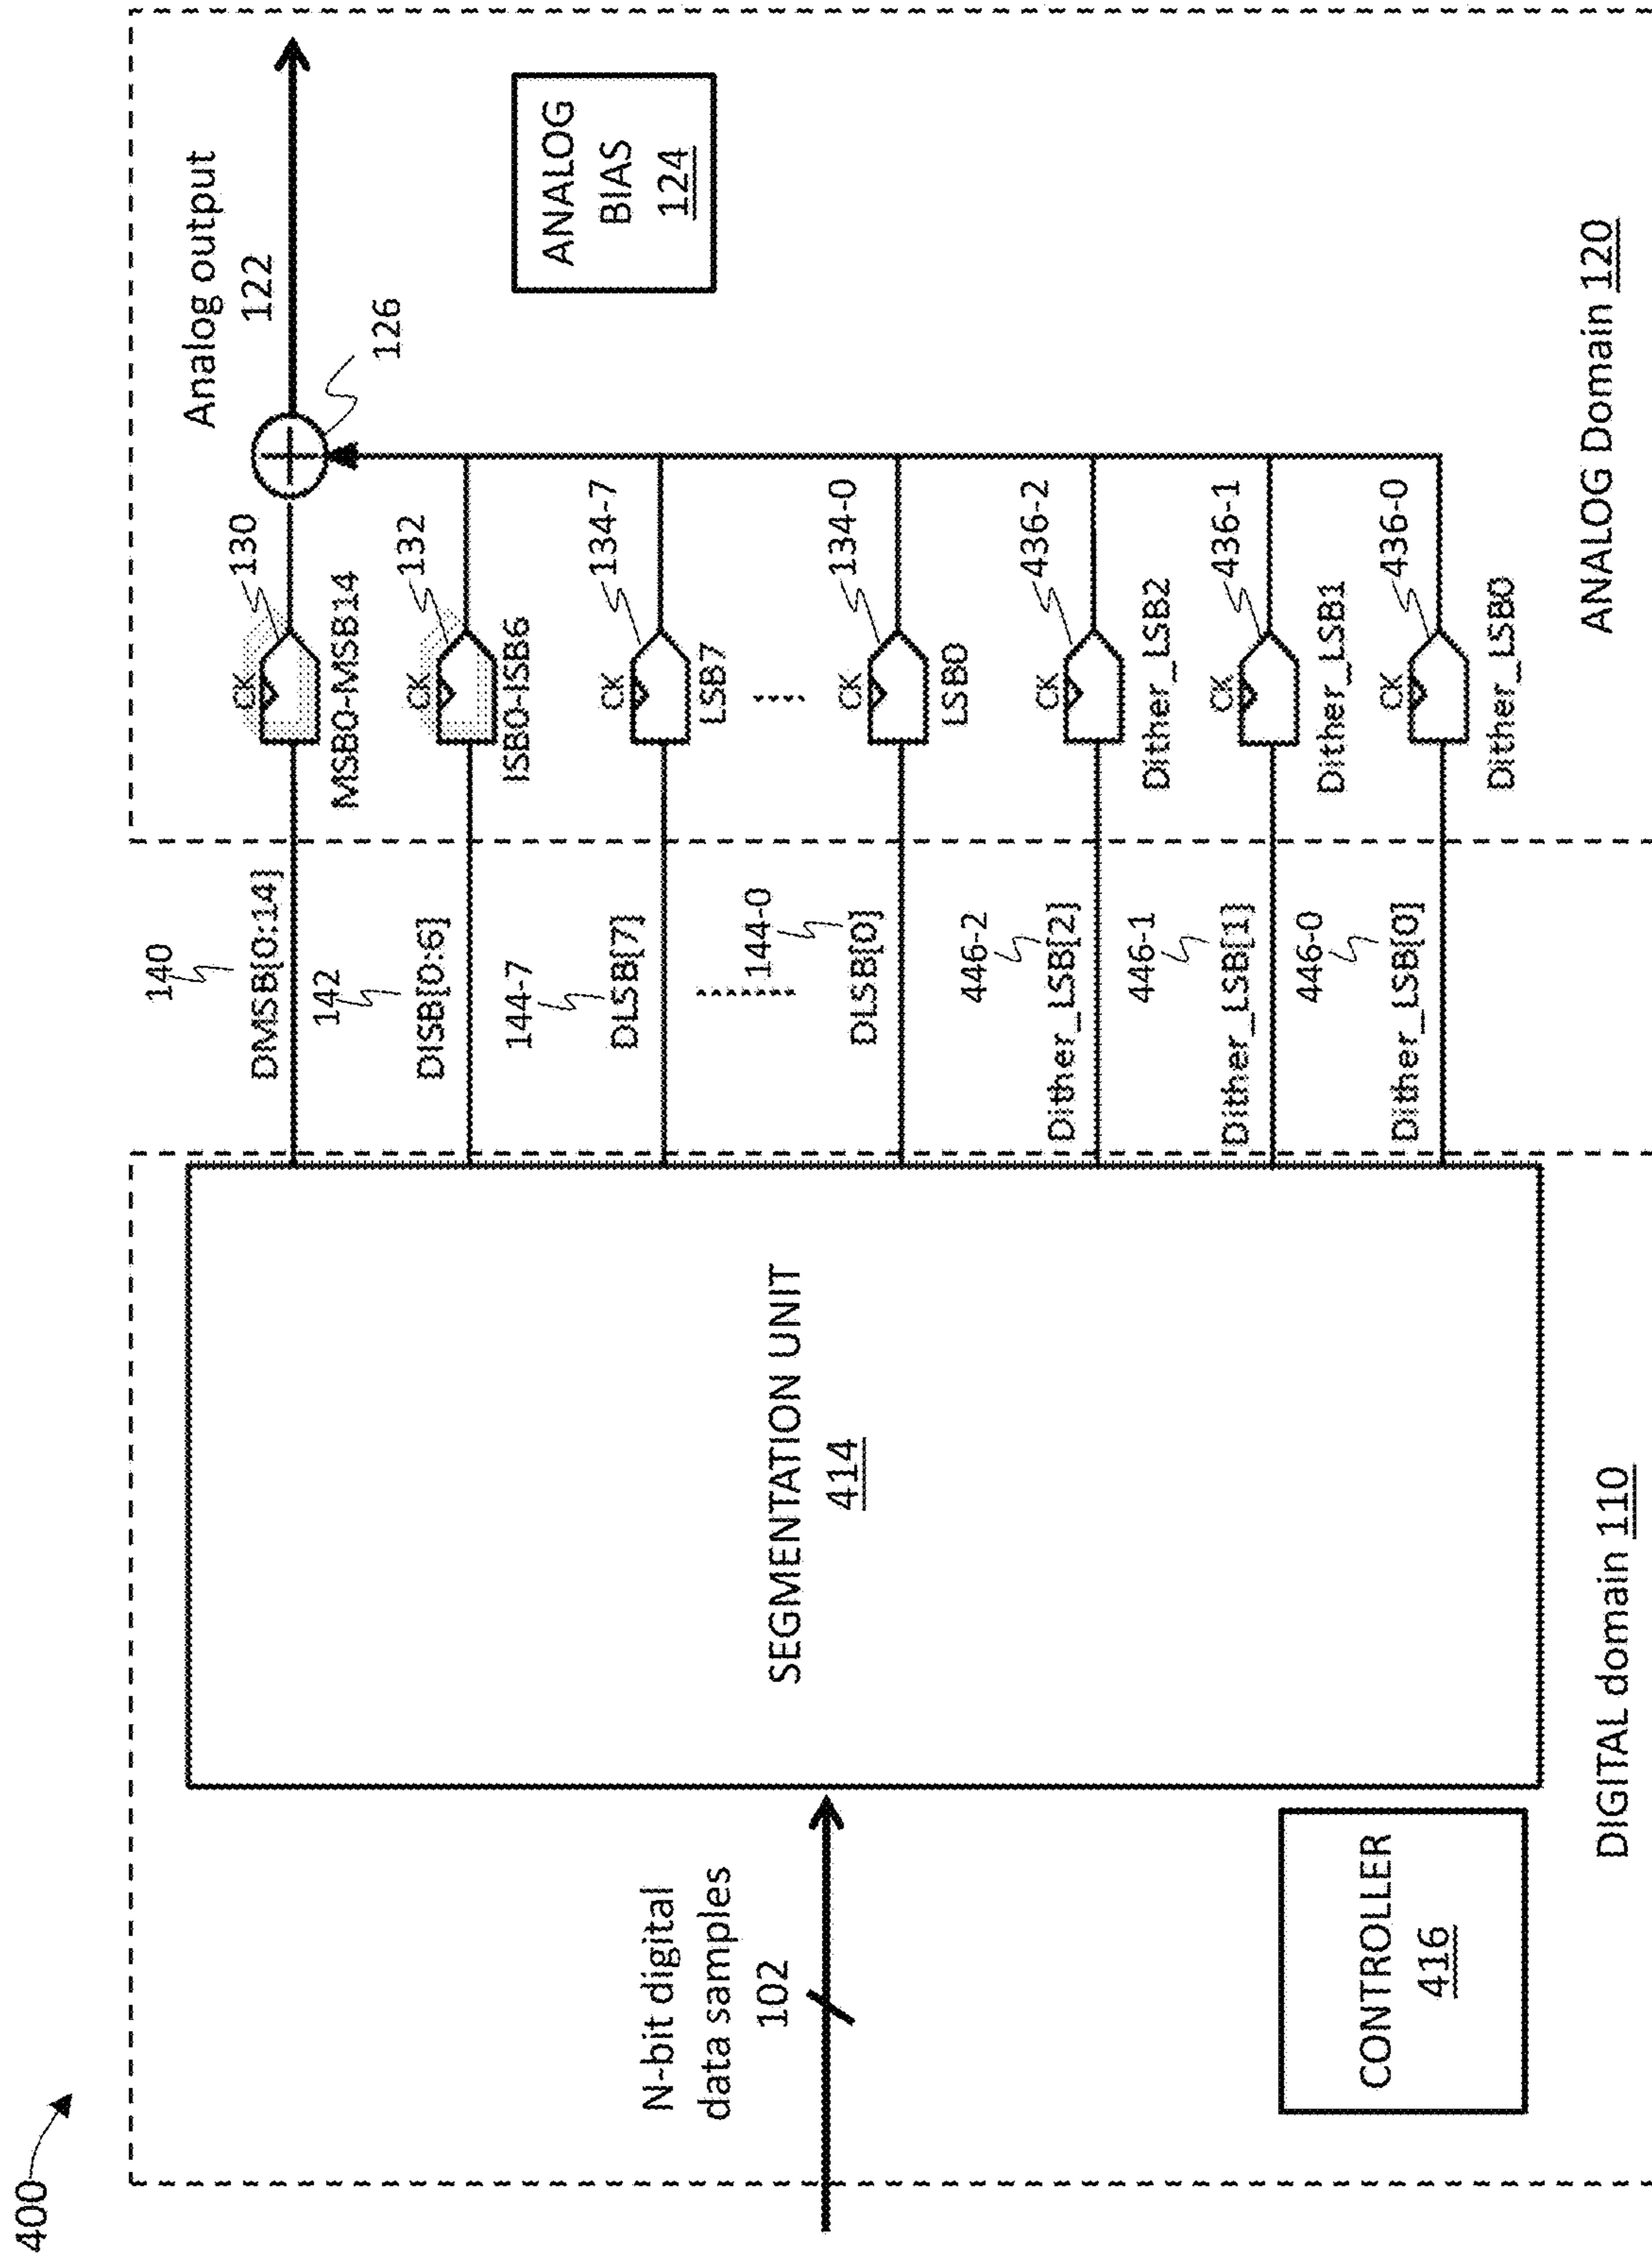 400
N-bit digital
data samples
102
CONTROLLER
416
SEGMENTATION UNIT
414
DIGITAL domain 110
140
DMSB[0:14]
142
DISB[0:6]
144-7
DLSB[7]
144-0
DLSB[0]
446-2
Dither_LSB[2]
446-1
Dither_LSB[1]
446-0
Dither_LSB[0]
CK
130
MSB0-MSB14
CK
132
ISB0-ISB6
CK
134-7
LSB7
CK
134-0
LSB0
CK
436-2
Dither_LSB2
CK
436-1
Dither_LSB1
CK
436-0
Dither_LSB0
126
Analog output
122
ANALOG
BIAS
124
ANALOG Domain 120